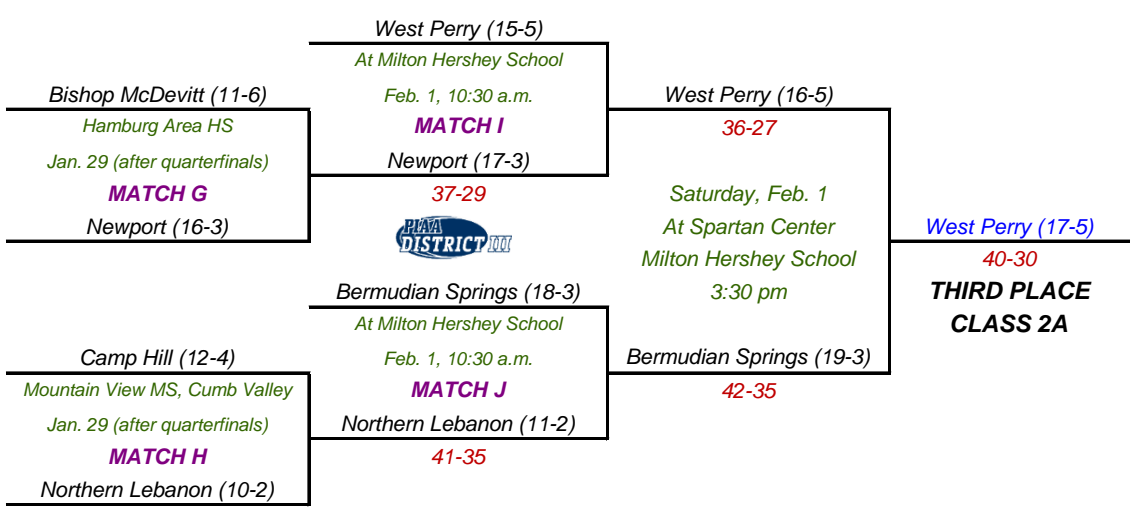 West Perry (15-5)
At Milton Hershey School
Bishop McDevitt (11-6)
Feb. 1, 10:30 a.m.
West Perry (16-5)
Hamburg Area HS
MATCH I
36-27
Jan. 29 (after quarterfinals)
Newport (17-3)
MATCH G
37-29
Saturday, Feb. 1
Newport (16-3)
PIAA
DISTRICT III
At Spartan Center
West Perry (17-5)
Milton Hershey School
40-30
Bermudian Springs (18-3)
3:30 pm
THIRD PLACE
At Milton Hershey School
CLASS 2A
Camp Hill (12-4)
Feb. 1, 10:30 a.m.
Bermudian Springs (19-3)
Mountain View MS, Cumb Valley
MATCH J
42-35
Jan. 29 (after quarterfinals)
Northern Lebanon (11-2)
MATCH H
41-35
Northern Lebanon (10-2)